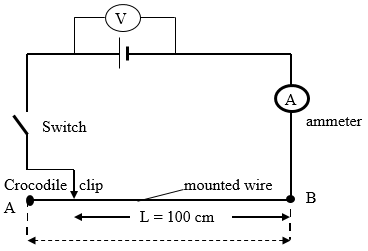 V
A
ammeter
Switch
Crocodile clip
mounted wire
A
B
L = 100 cm